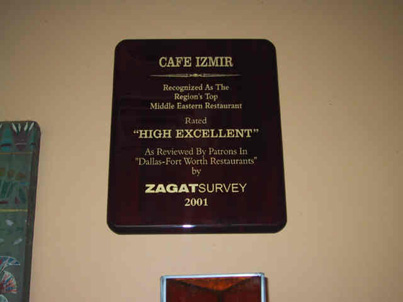 CAFE IZMIR
Recognized As The
Region's Top
Middle Eastern Restaurant
Rated
"HIGH EXCELLENT"
As Reviewed By Patrons In
"Dallas-Fort Worth Restaurants"
by
ZAGATSURVEY
2001